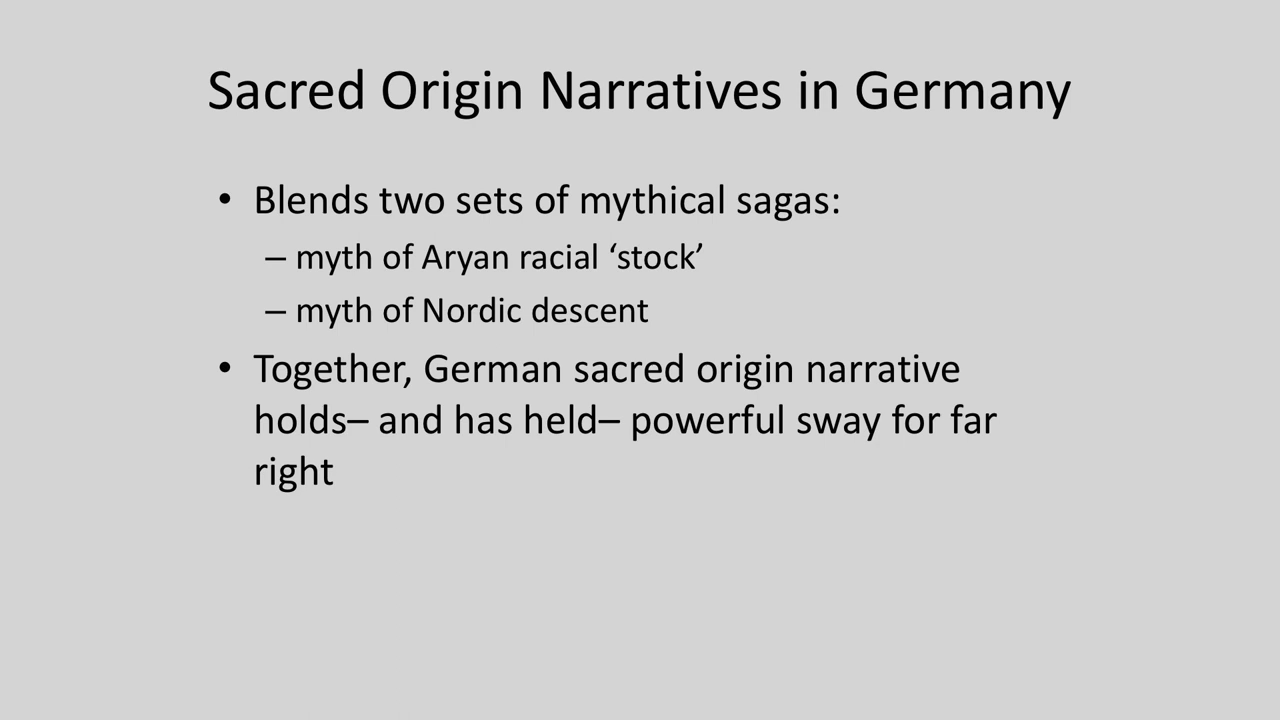 Sacred Origin Narratives in Germany
• Blends two sets of mythical sagas:
– myth of Aryan racial ‘stock’
– myth of Nordic descent
• Together, German sacred origin narrative
holds– and has held– powerful sway for far
right